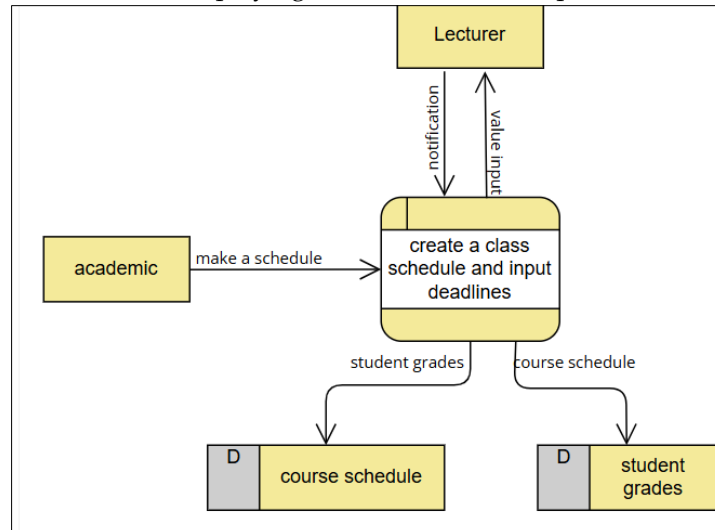 Lecturer
notification
value input
academic
make a schedule
create a class
schedule and input
deadlines
student grades
course schedule
D
course schedule
D
student
grades